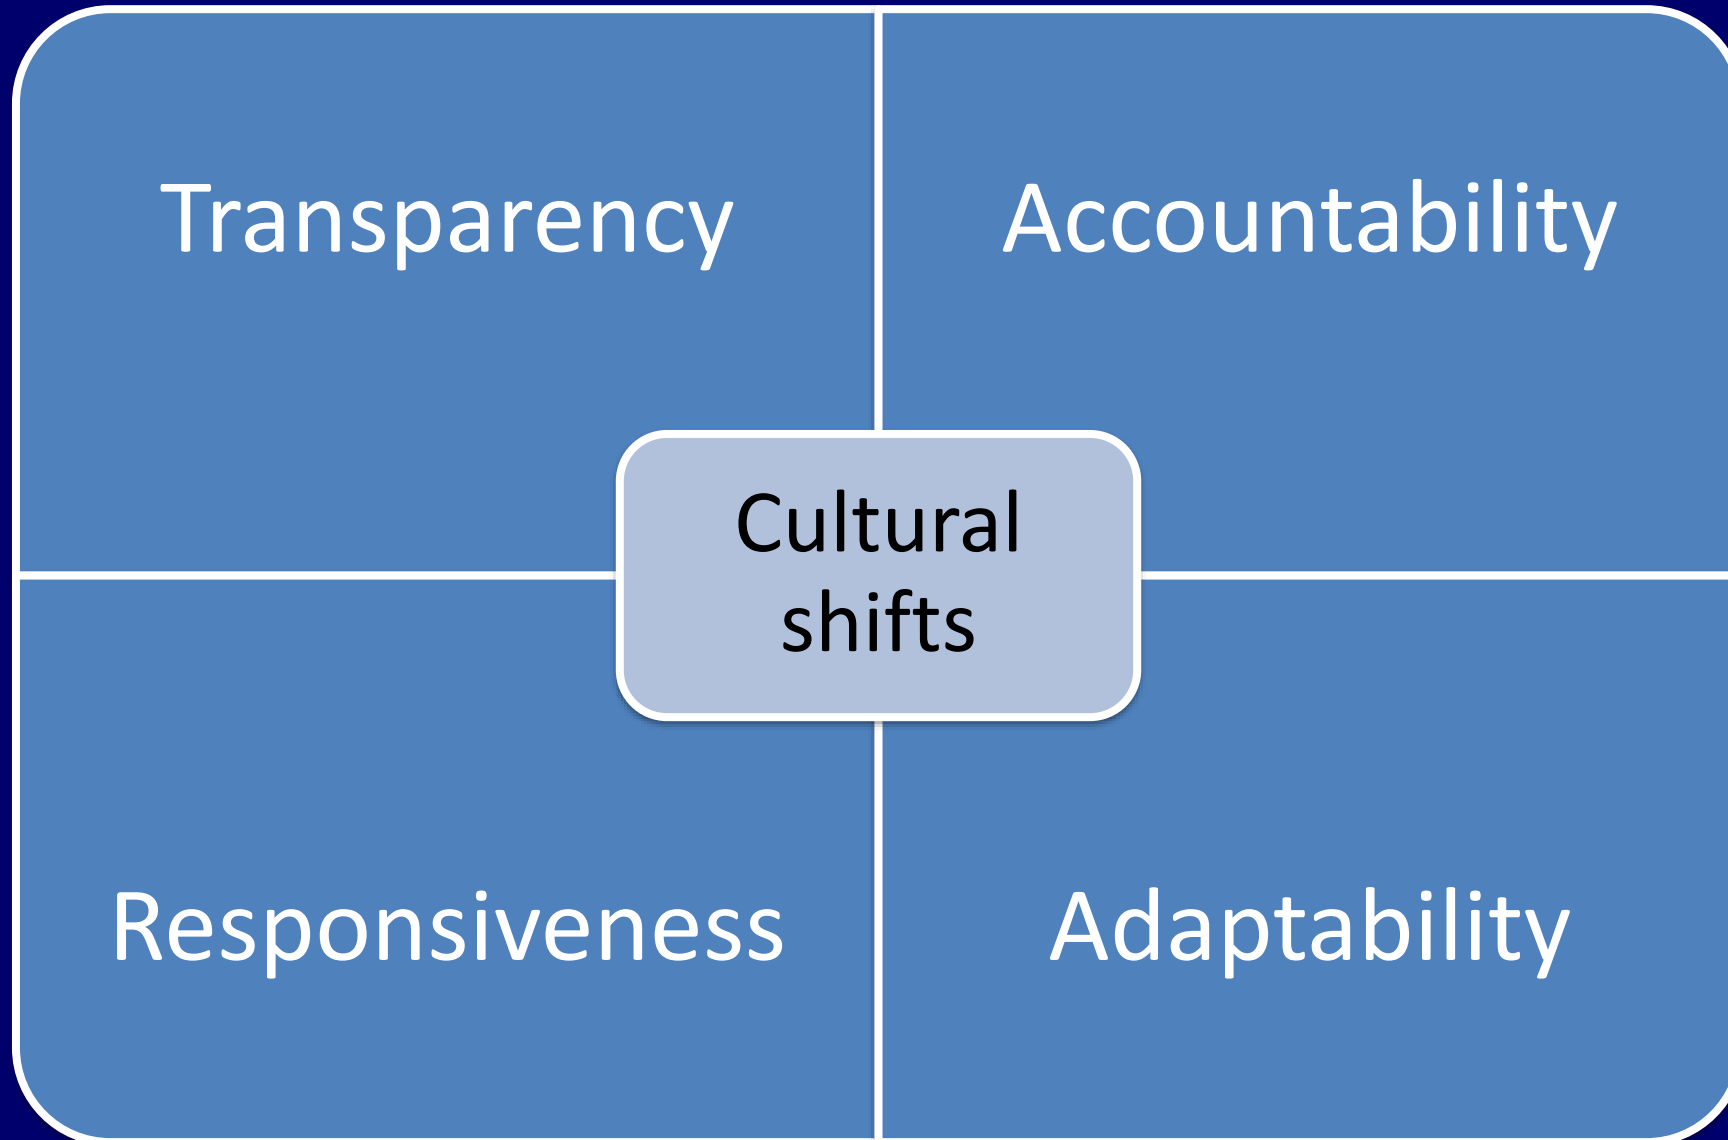 Transparency
Accountability
Cultural
shifts
Responsiveness
Adaptability